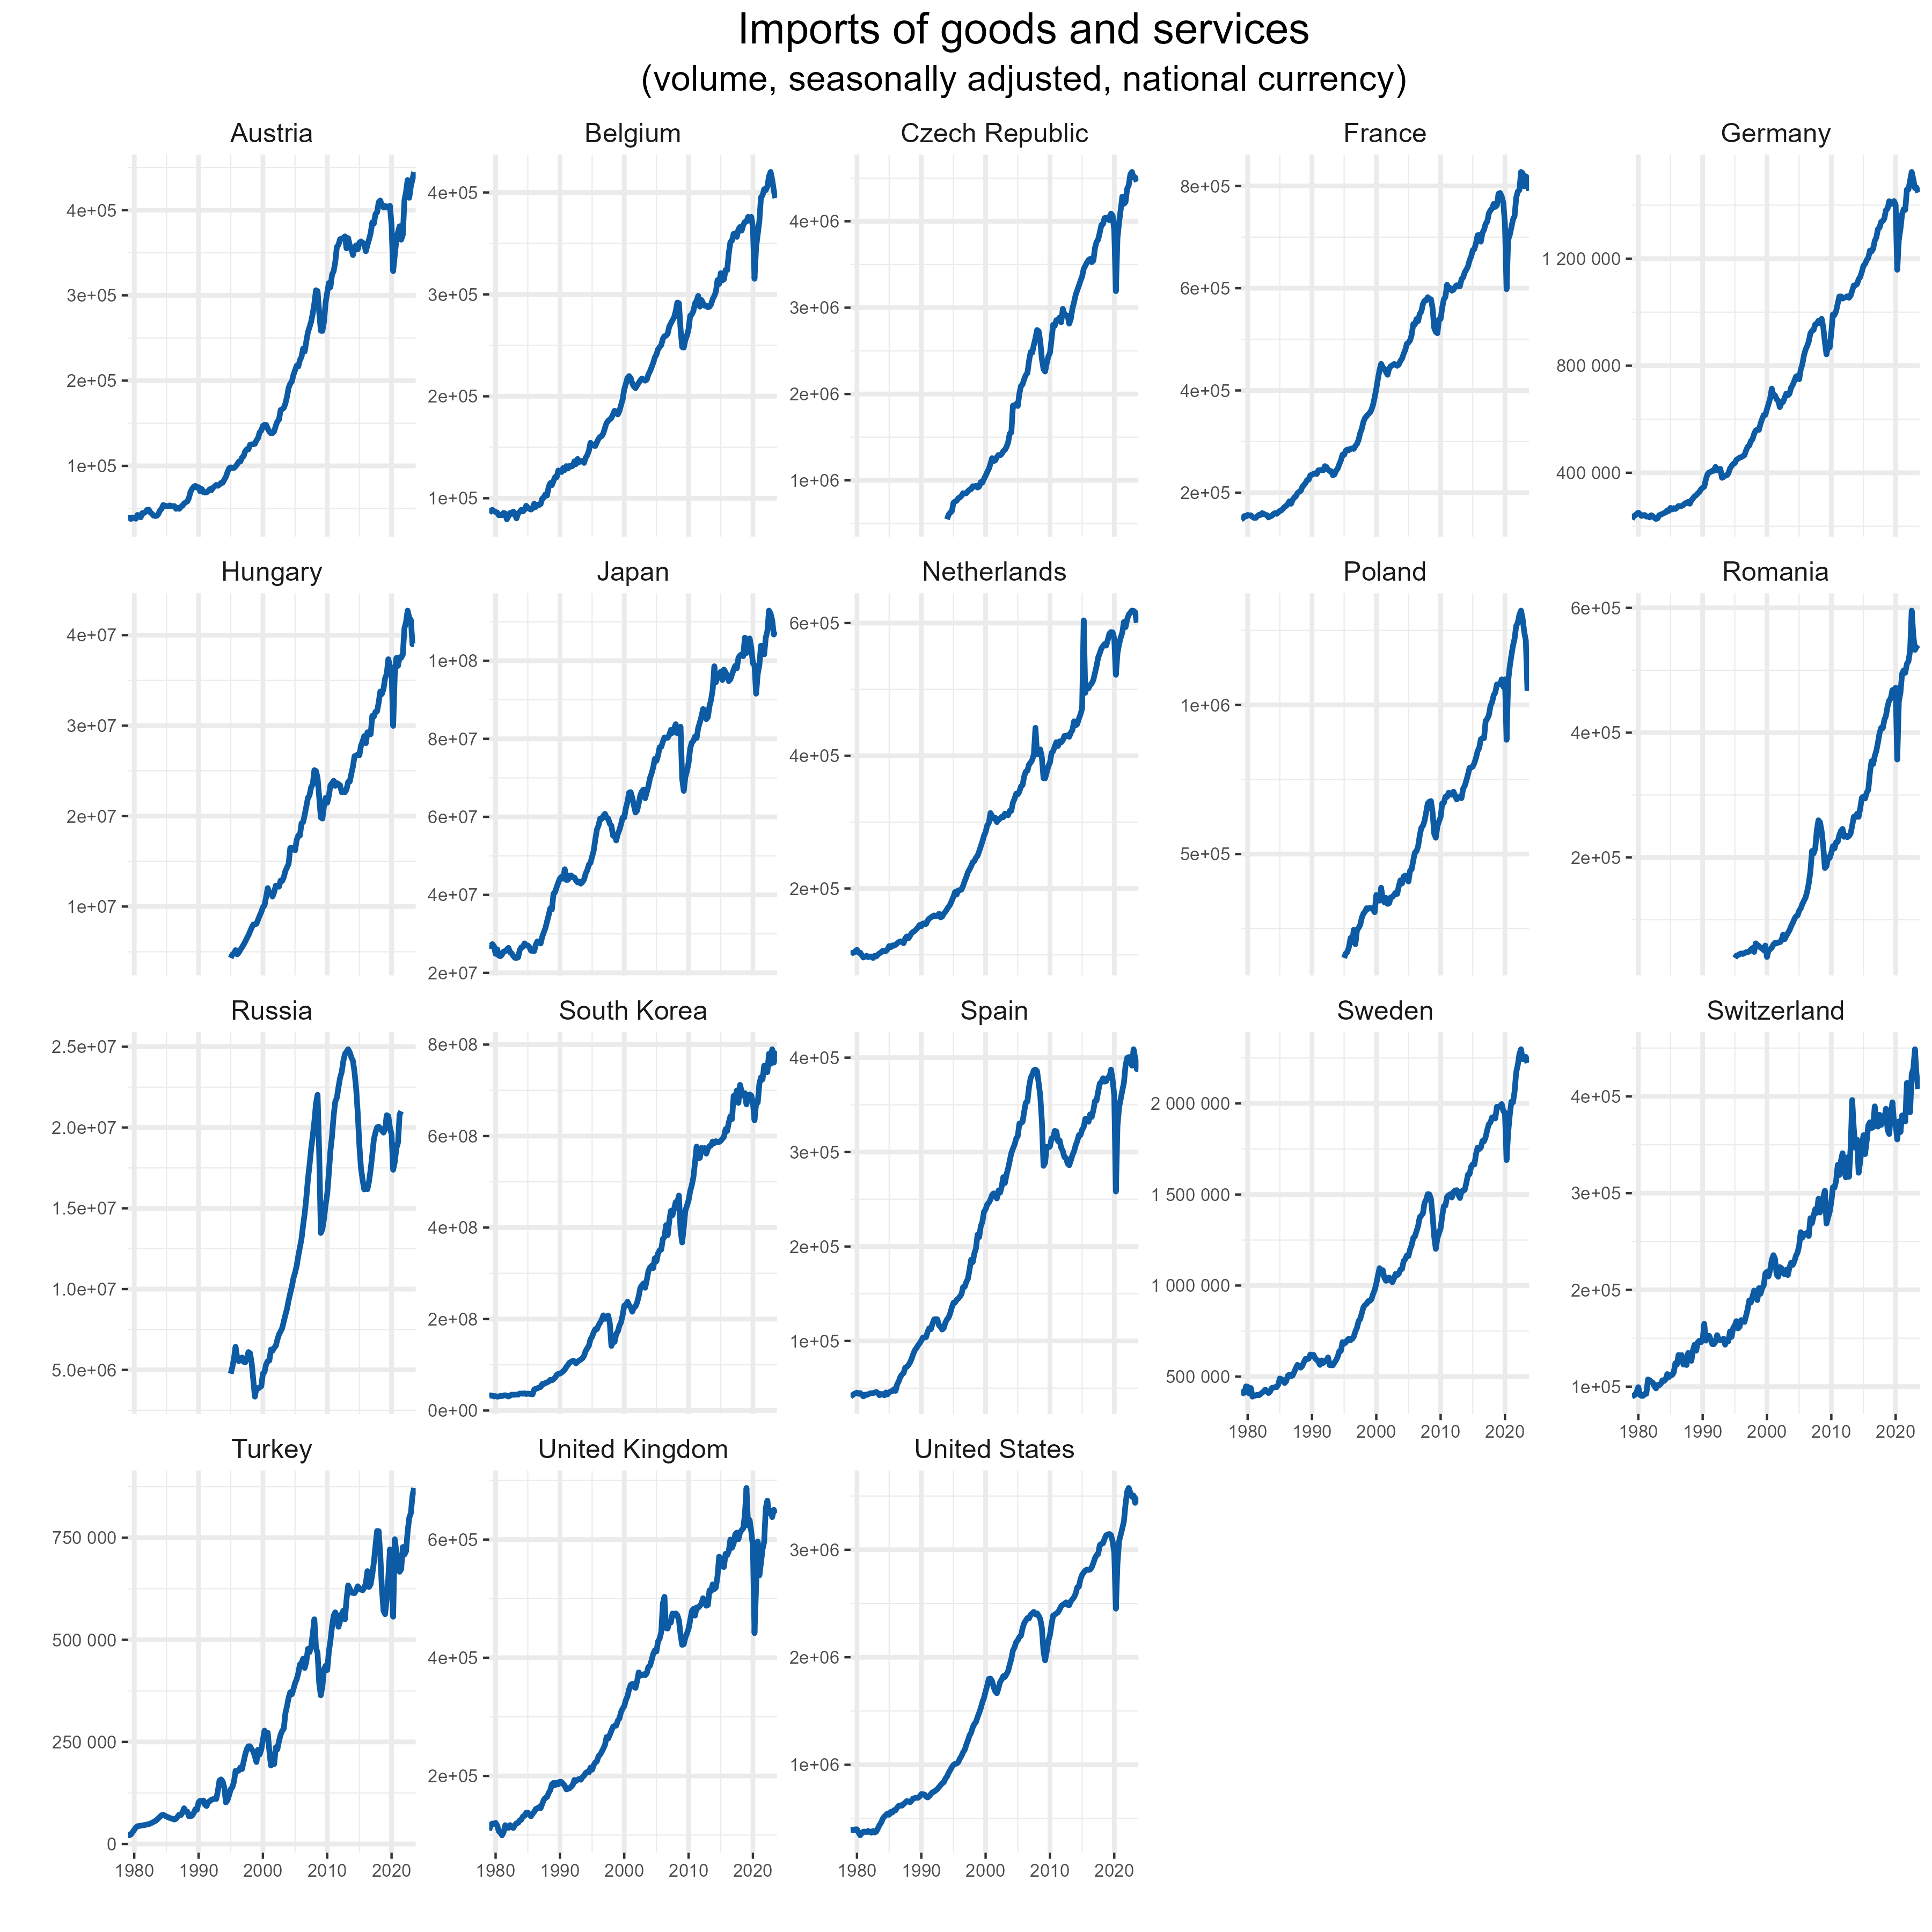 Imports of goods and services
(volume, seasonally adjusted, national currency)
Austria
Belgium
Czech Republic
France
Germany
4e+05
3e+05
2e+05
1e+05
4e+05
3e+05
2e+05
1e+05
4e+06
3e+06
2e+06
1e+06
8e+05
6e+05
4e+05
2e+05
1 200 000
800 000
400 000
Hungary
Japan
Netherlands
Poland
Romania
4e+07
3e+07
2e+07
1e+07
1e+08
8e+07
6e+07
4e+07
2e+07
6e+05
4e+05
2e+05
1e+06
5e+05
6e+05
4e+05
2e+05
Russia
South Korea
Spain
Sweden
Switzerland
2.5e+07
2.0e+07
1.5e+07
1.0e+07
5.0e+06
8e+08
6e+08
4e+08
2e+08
0e+00
4e+05
3e+05
2e+05
1e+05
2 000 000
1 500 000
1 000 000
500 000
1980 1990 2000 2010 2020
4e+05
3e+05
2e+05
1e+05
1980 1990 2000 2010 2020
Turkey
United Kingdom
United States
750 000
500 000
250 000
0
1980 1990 2000 2010 2020
6e+05
4e+05
2e+05
1980 1990 2000 2010 2020
3e+06
2e+06
1e+06
1980 1990 2000 2010 2020